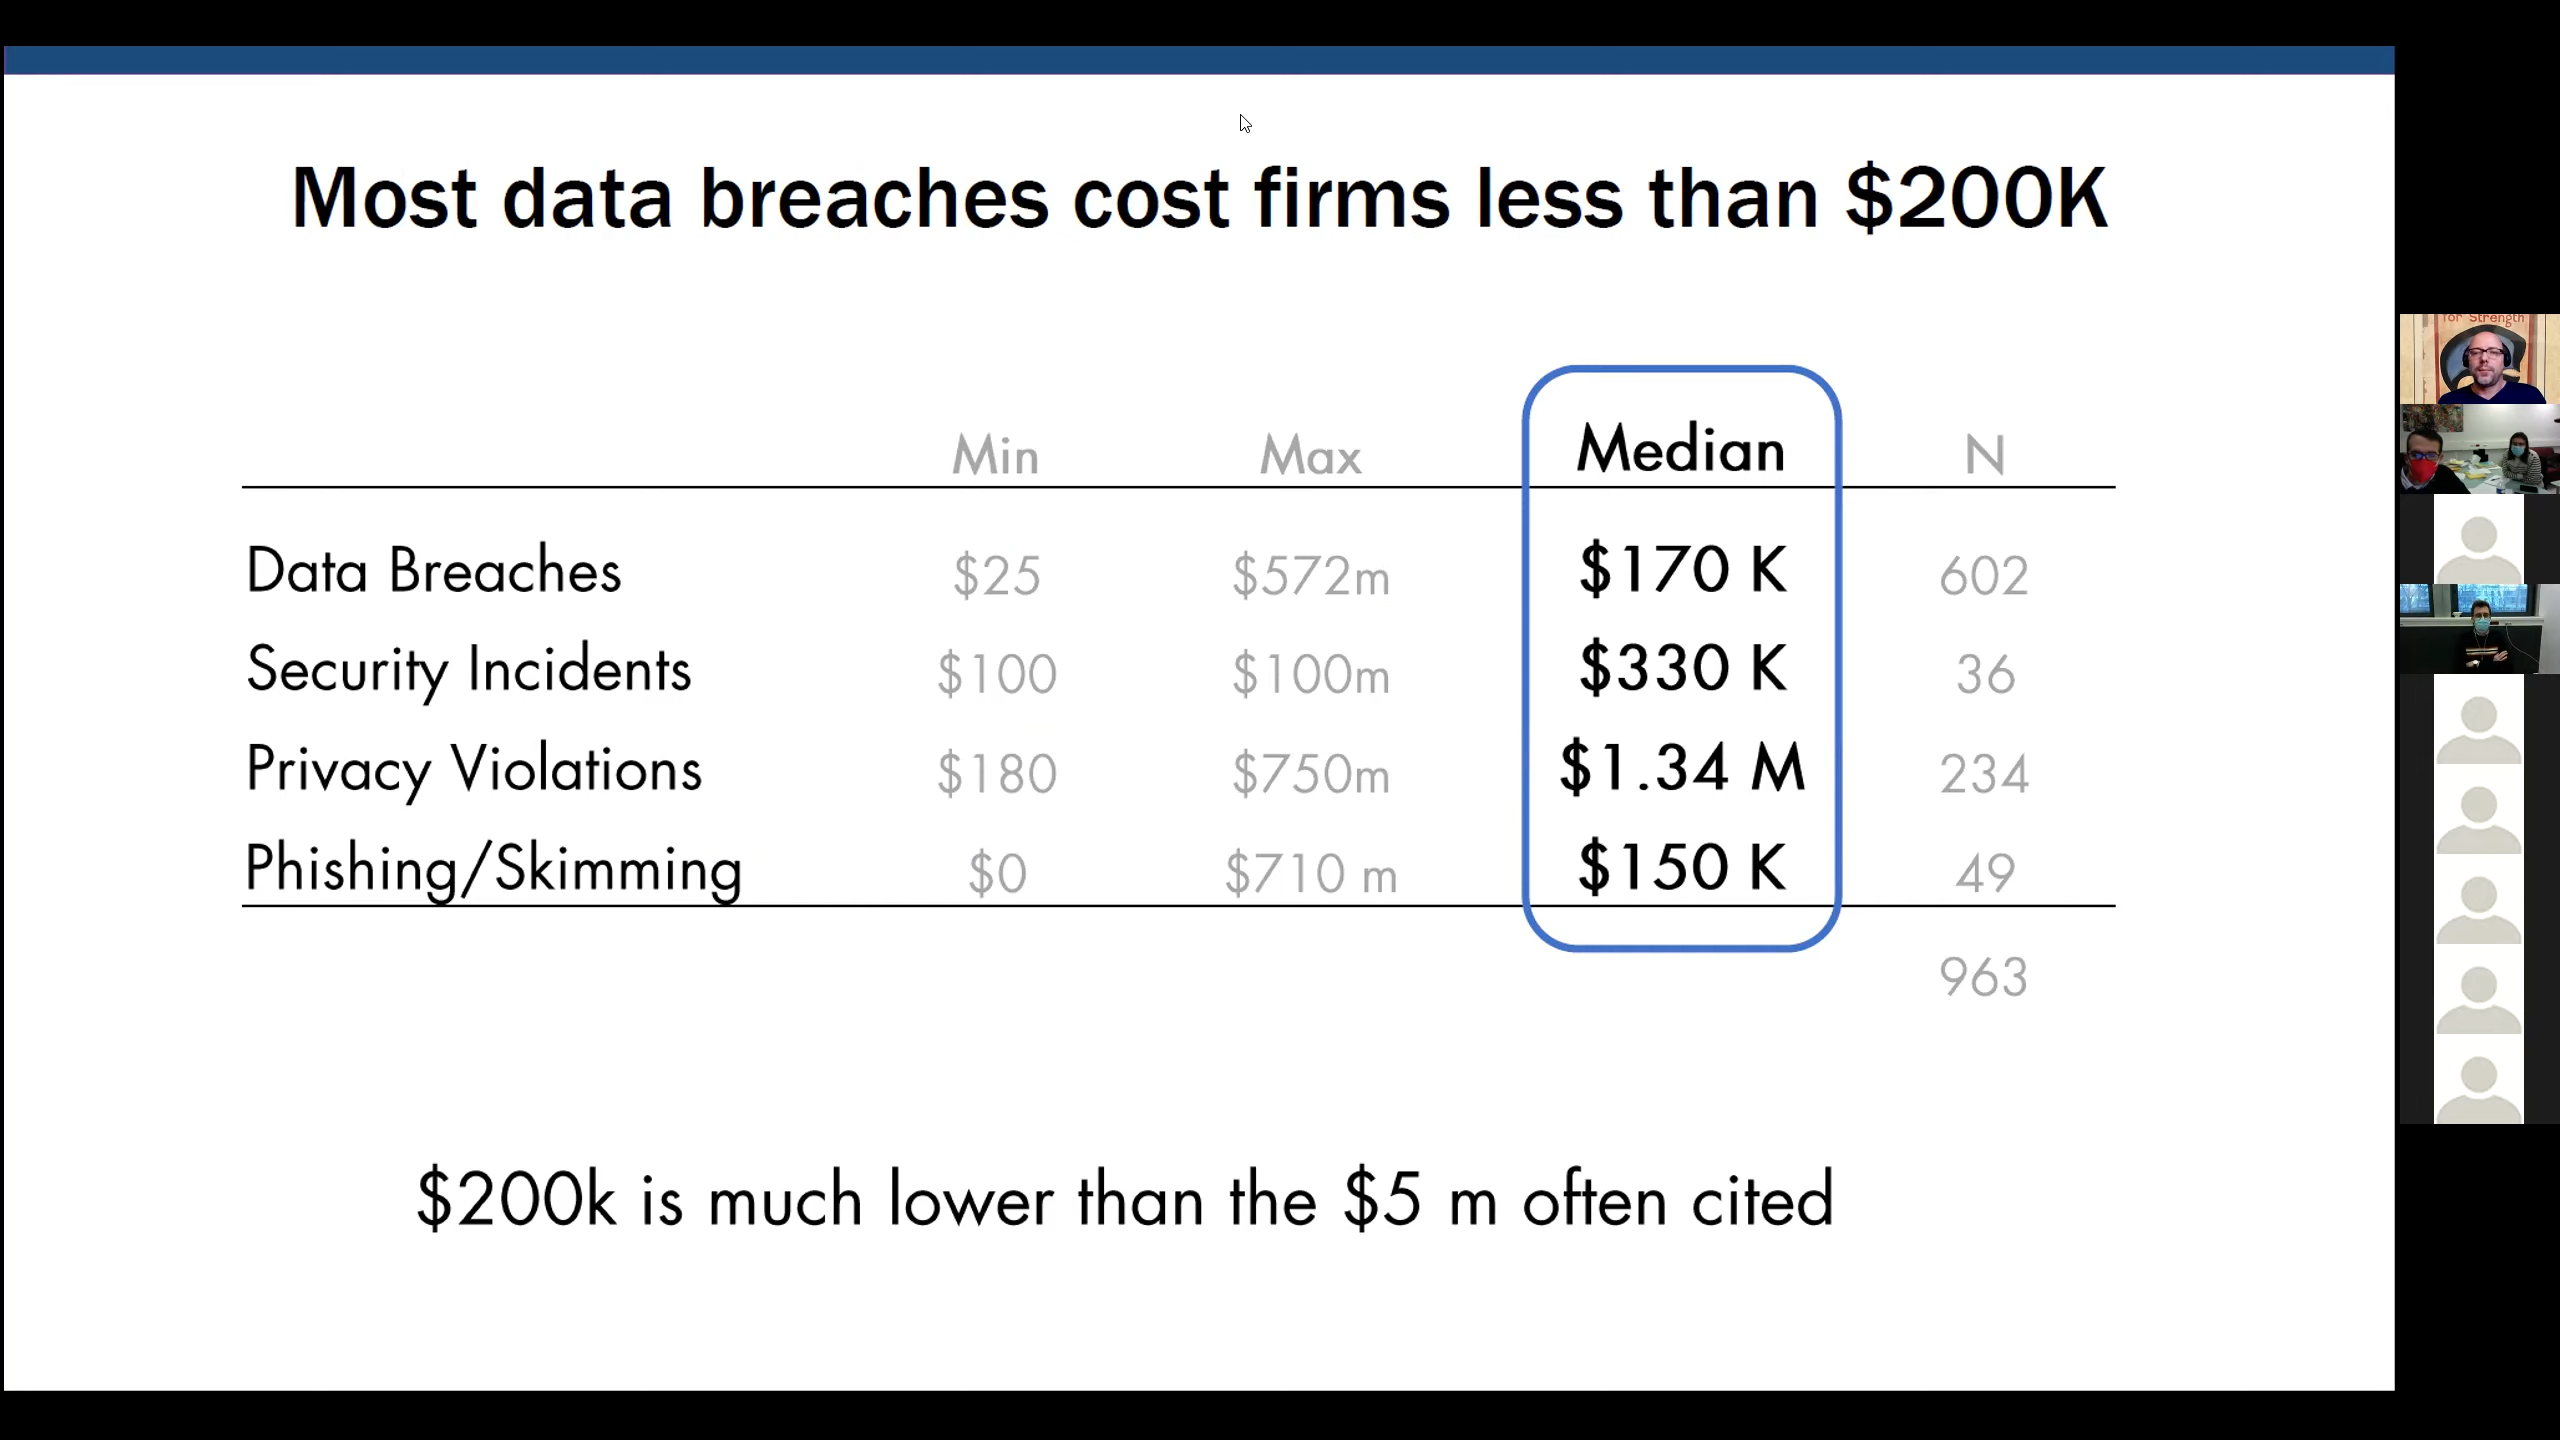 Most data breaches cost firms less than $200K
Min Max Median N
Data Breaches $25 $572m $170 K 602
Security Incidents $100 $100m $330 K 36
Privacy Violations $180 $750m $1.34 M 234
Phishing/Skimming $0 $710 m $150 K 49
963
$200k is much lower than the $5 m often cited
for Strength